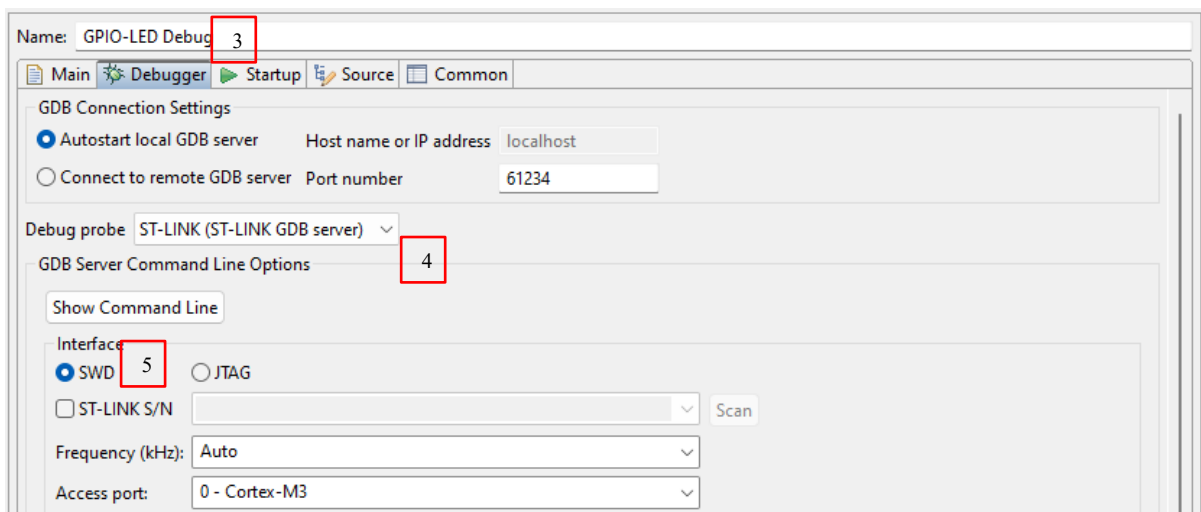 Name: GPIO-LED Debug
3
Main Debugger Startup Source Common
GDB Connection Settings
Autostart local GDB server Host name or IP address localhost
Connect to remote GDB server Port number 61234
Debug probe ST-LINK (ST-LINK GDB server)
4
GDB Server Command Line Options
Show Command Line
Interface
5
SWD JTAG
ST-LINK S/N Scan
Frequency (kHz): Auto
Access port: 0 - Cortex-M3